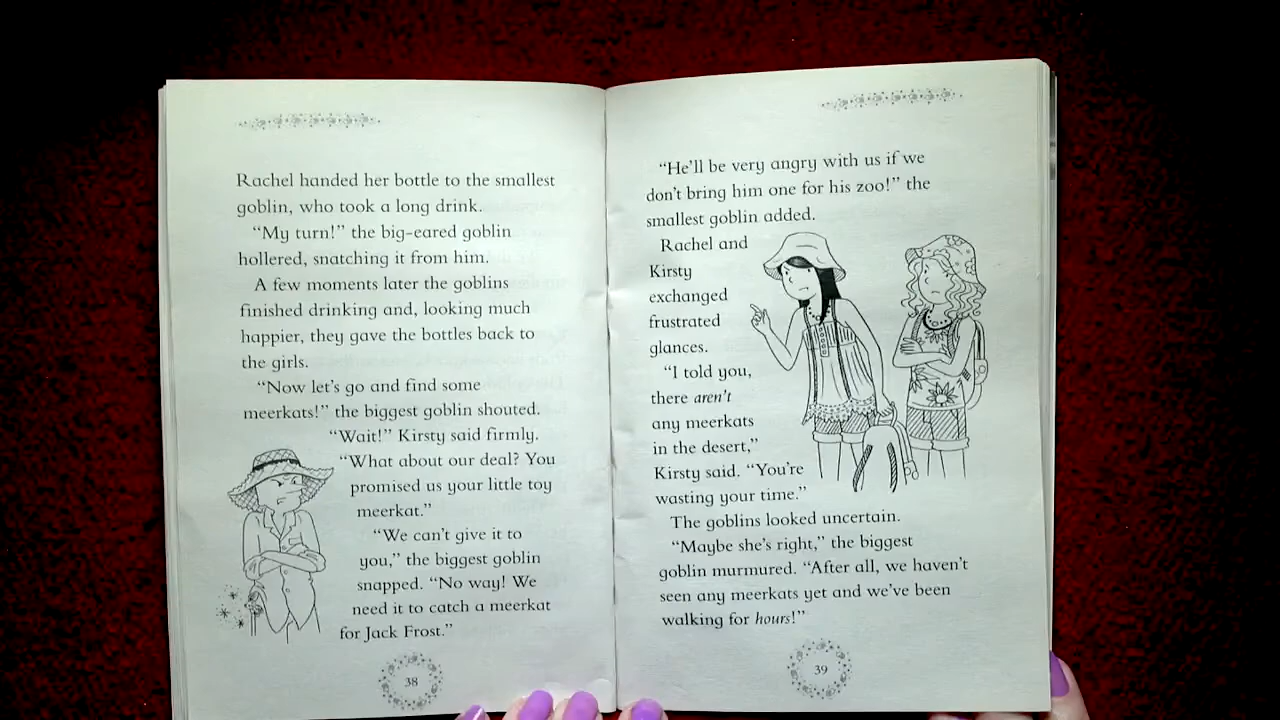 Rachel handed her bottle to the smallest
goblin, who took a long drink.
“My turn!” the big-eared goblin
hollered, snatching it from him.
A few moments later the goblins
finished drinking and, looking much
happier, they gave the bottles back to
the girls.
“Now let’s go and find some
meerkats!” the biggest goblin shouted.
“Wait!” Kirsty said firmly.
“What about our deal? You
promised us your little toy
meerkat.”
“We can’t give it to
you,” the biggest goblin
snapped. “No way! We
need it to catch a meerkat
for Jack Frost.”
38
“He’ll be very angry with us if we
don’t bring him one for his zoo!” the
smallest goblin added.
Rachel and
Kirsty
exchanged
frustrated
glances.
“I told you,
there aren’t
any meerkats
in the desert,”
Kirsty said. “You’re
wasting your time.”
The goblins looked uncertain.
“Maybe she’s right,” the biggest
goblin murmured. “After all, we haven’t
seen any meerkats yet and we’ve been
walking for hours!”
39